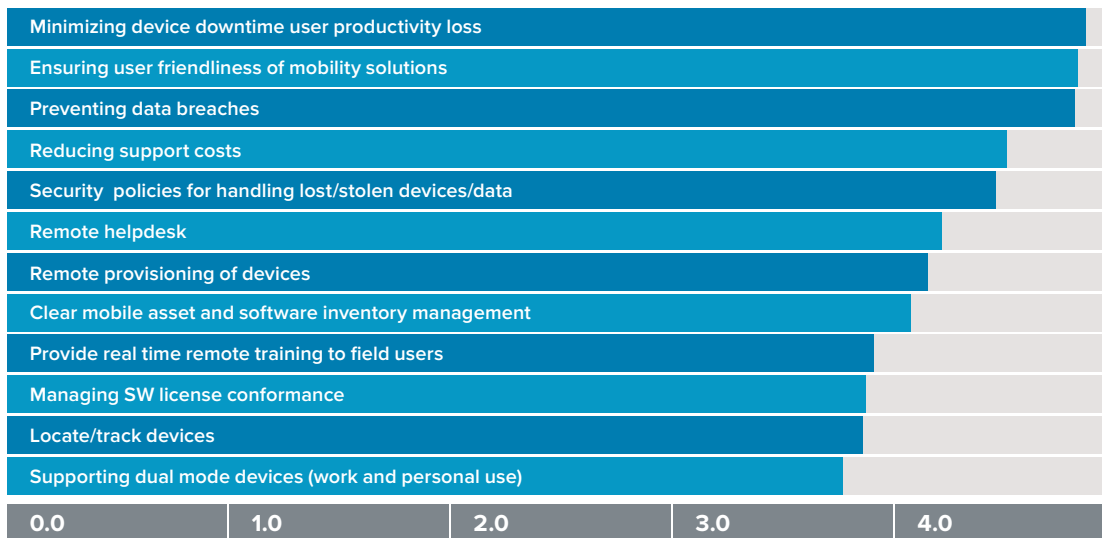 Minimizing device downtime user productivity loss
Ensuring user friendliness of mobility solutions
Preventing data breaches
Reducing support costs
Security  policies for handling lost/stolen devices/data
Remote helpdesk
Remote provisioning of devices
Clear mobile asset and software inventory management
Provide real time remote training to field users
Managing SW license conformance
Locate/track devices
Supporting dual mode devices (work and personal use)
0.0 1.0 2.0 3.0 4.0